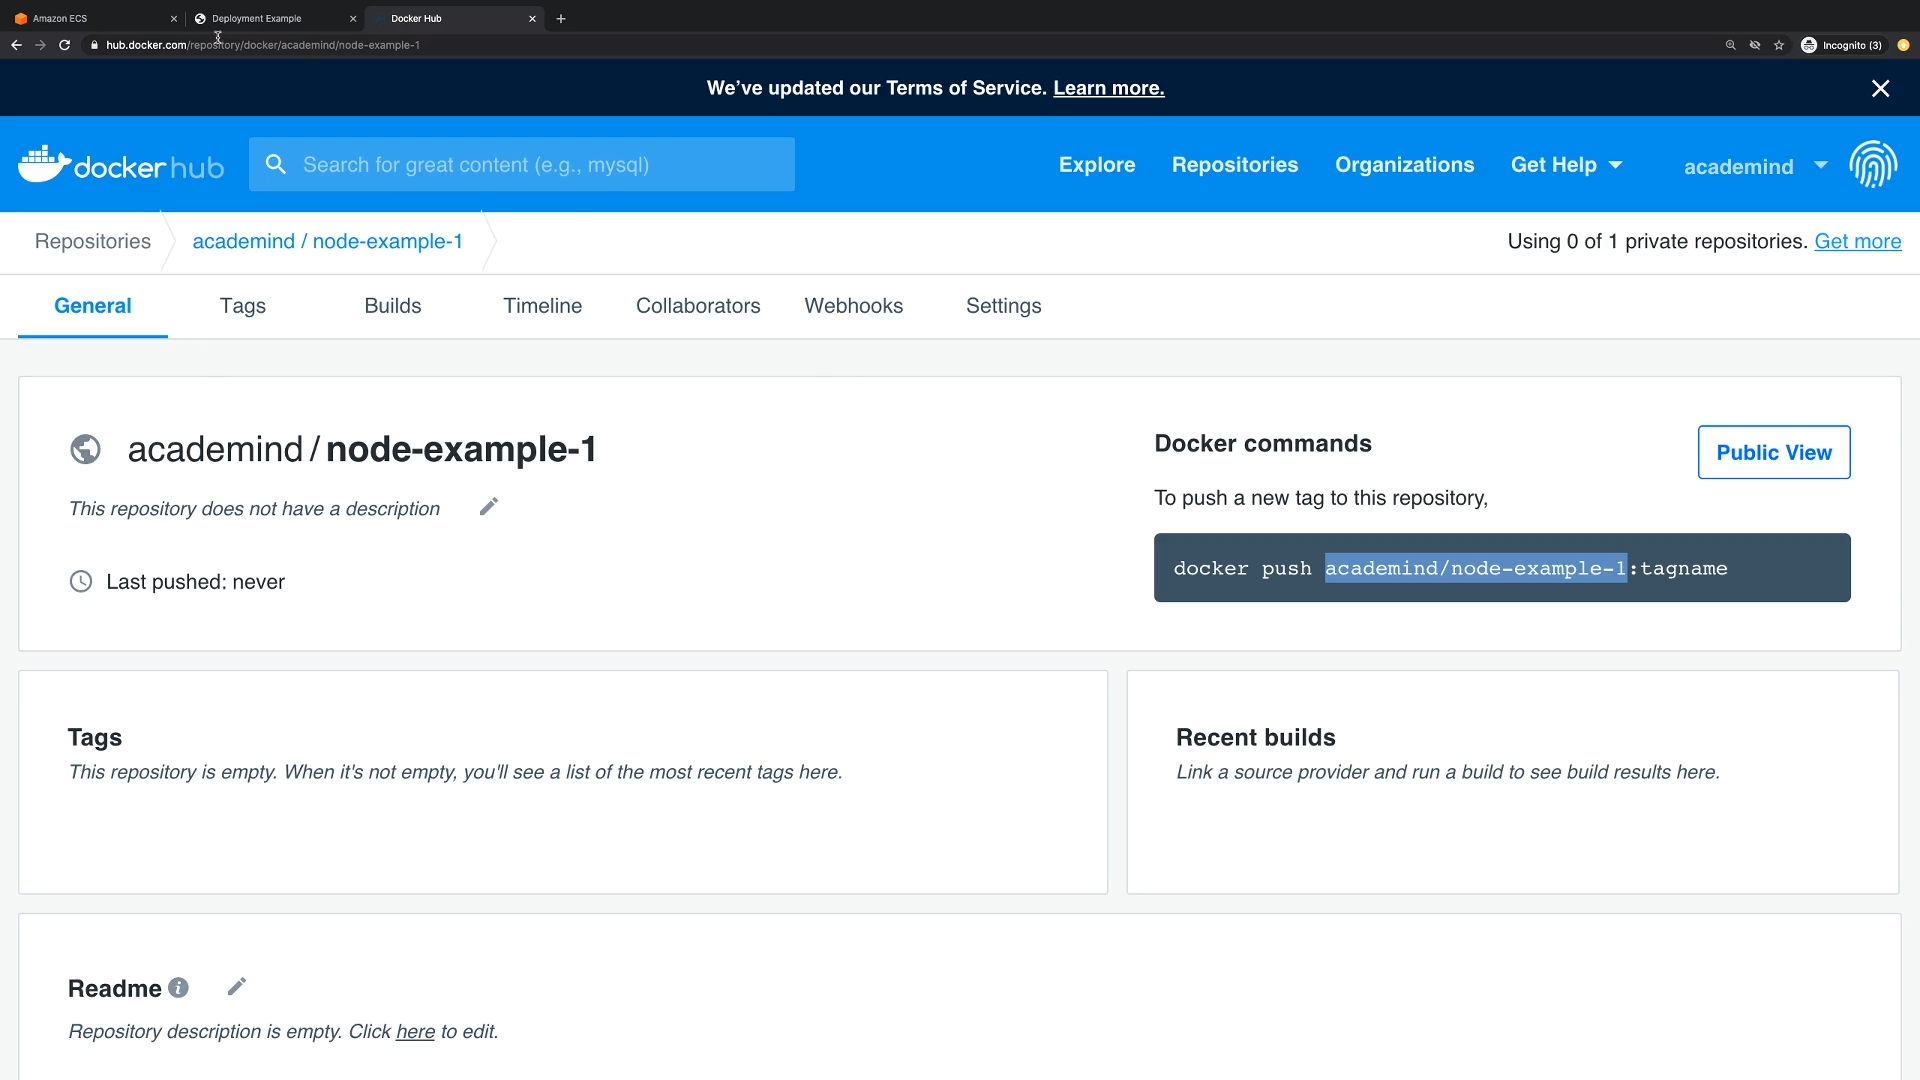 Amazon ECS
Deployment Example
Docker Hub
hub.docker.com/repository/docker/academind/node-example-1
Incognito (3)
We've updated our Terms of Service. Learn more.
docker hub
Search for great content (e.g., mysql)
Explore
Repositories
Organizations
Get Help
academind
Repositories
academind / node-example-1
Using 0 of 1 private repositories. Get more
General
Tags
Builds
Timeline
Collaborators
Webhooks
Settings
academind / node-example-1
This repository does not have a description
Last pushed: never
Docker commands
Public View
To push a new tag to this repository,
docker push academind/node-example-1:tagname
Tags
This repository is empty. When it's not empty, you'll see a list of the most recent tags here.
Recent builds
Link a source provider and run a build to see build results here.
Readme
Repository description is empty. Click here to edit.